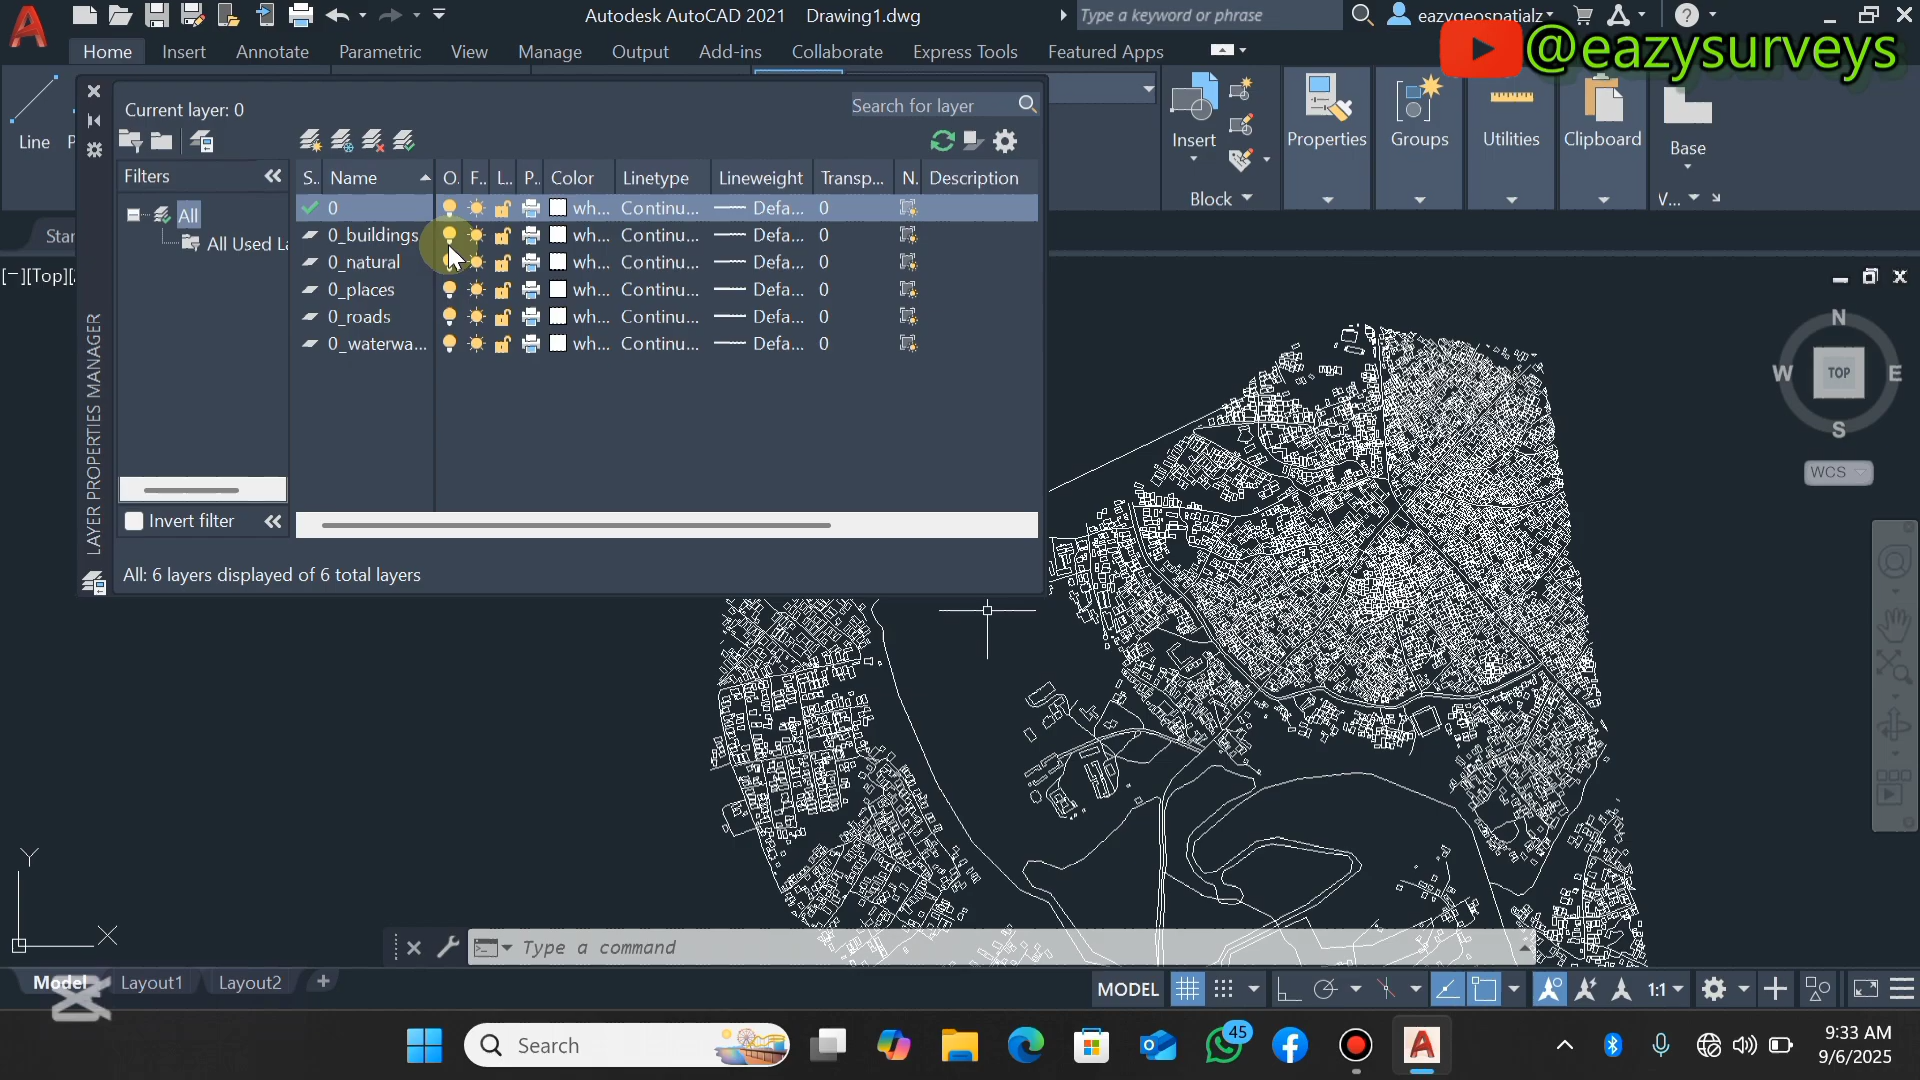 Autodesk AutoCAD 2021 Drawing1.dwg
Type a keyword or phrase
eazygeospatialz
@eazysurveys
Home Insert Annotate Parametric View Manage Output Add-ins Collaborate Express Tools Featured Apps
Line
Insert
Properties
Groups
Utilities
Clipboard
Base
Block
V...
Current layer: 0
Search for layer
Filters
S.. Name O. F.. L.. P.. Color Linetype Lineweight Transp... N. Description
All
All Used La
0 wh... Continu... Defa... 0
0_buildings wh... Continu... Defa... 0
0_natural wh... Continu... Defa... 0
0_places wh... Continu... Defa... 0
0_roads wh... Continu... Defa... 0
0_waterwa... wh... Continu... Defa... 0
Invert filter
All: 6 layers displayed of 6 total layers
LAYER PROPERTIES MANAGER
Star
[−][Top][
N
W TOP E
S
WCS
Y
X
Type a command
Model Layout1 Layout2
MODEL
1:1
Search
45
9:33 AM
9/6/2025